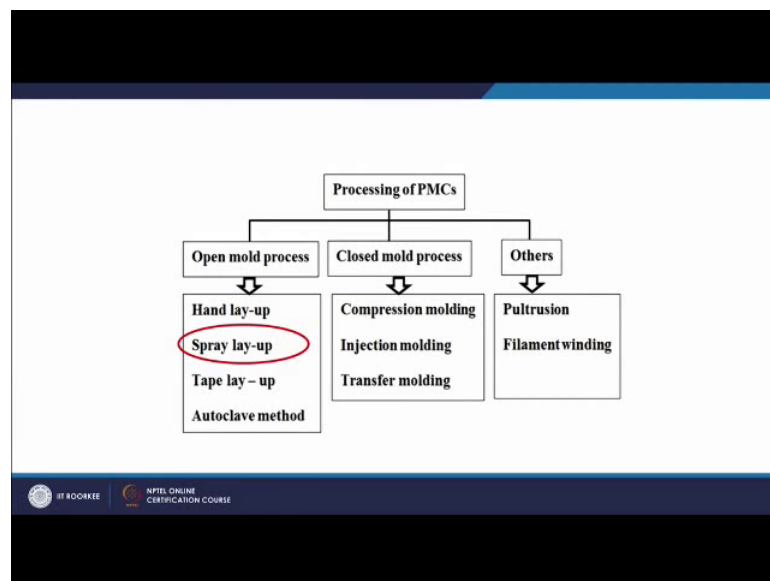 Processing of PMCs
Open mold process
Closed mold process
Others
Hand lay-up
Spray lay-up
Tape lay – up
Autoclave method
Compression molding
Injection molding
Transfer molding
Pultrusion
Filament winding
IIT ROORKEE
NPTEL ONLINE
CERTIFICATION COURSE